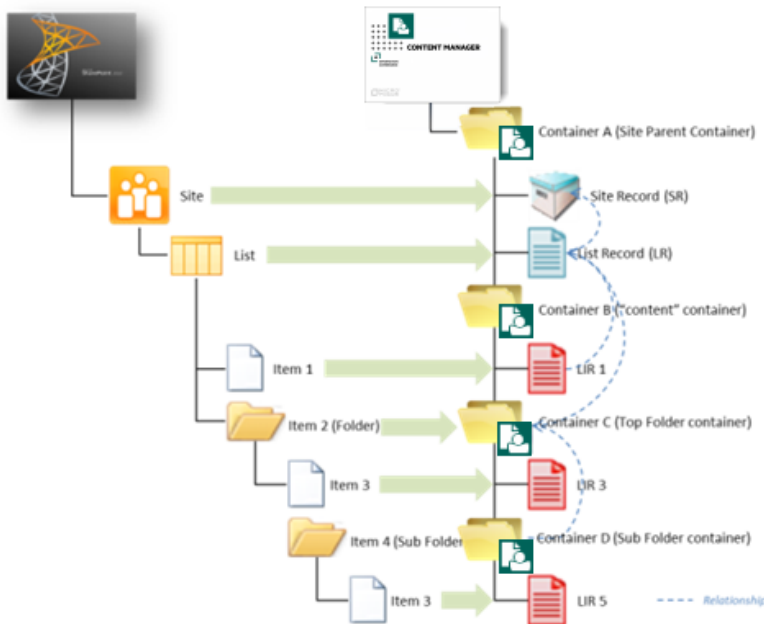 CONTENT MANAGER
Container A (Site Parent Container)
Site
Site Record (SR)
List
List Record (LR)
Container B ("content" container)
Item 1
LIR 1
Item 2 (Folder)
Container C (Top Folder container)
Item 3
LIR 3
Item 4 (Sub Folder
Container D (Sub Folder container)
Item 3
LIR 5
Relationship